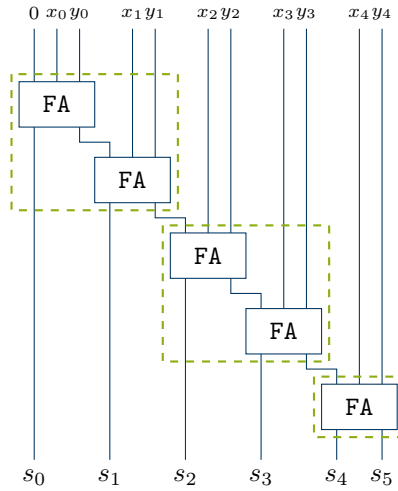 0 x₀ y₀ x₁ y₁ x₂ y₂ x₃ y₃ x₄ y₄
FA
FA
FA
FA
FA
s₀ s₁ s₂ s₃ s₄ s₅